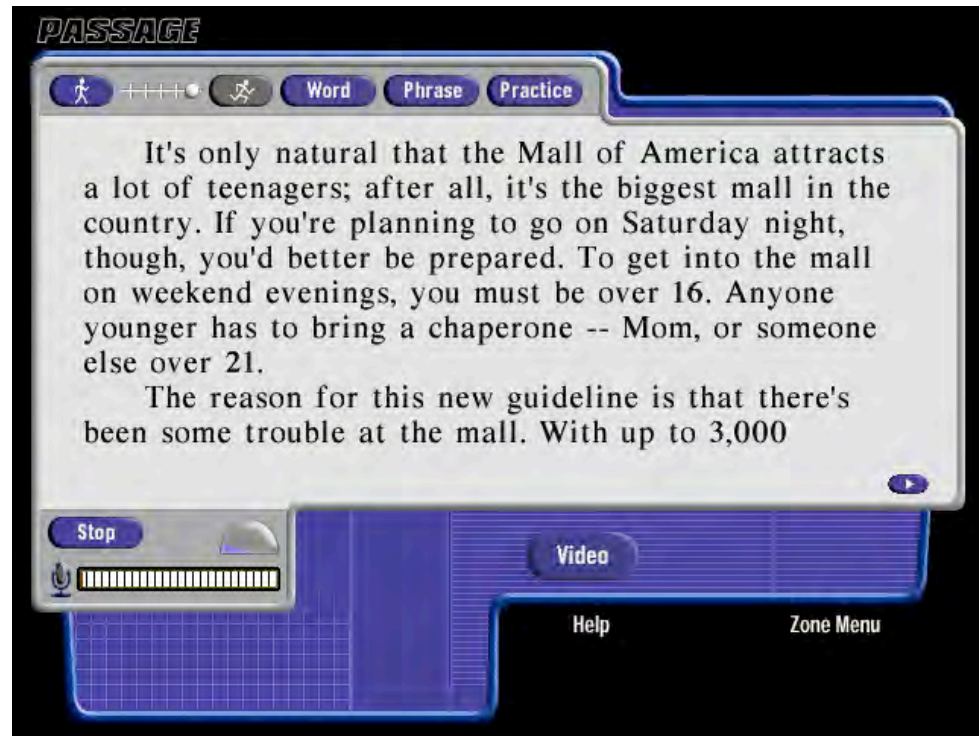 PASSAGE
Word Phrase Practice
It's only natural that the Mall of America attracts
a lot of teenagers; after all, it's the biggest mall in the
country. If you're planning to go on Saturday night,
though, you'd better be prepared. To get into the mall
on weekend evenings, you must be over 16. Anyone
younger has to bring a chaperone -- Mom, or someone
else over 21.
The reason for this new guideline is that there's
been some trouble at the mall. With up to 3,000
Stop
Video
Help Zone Menu